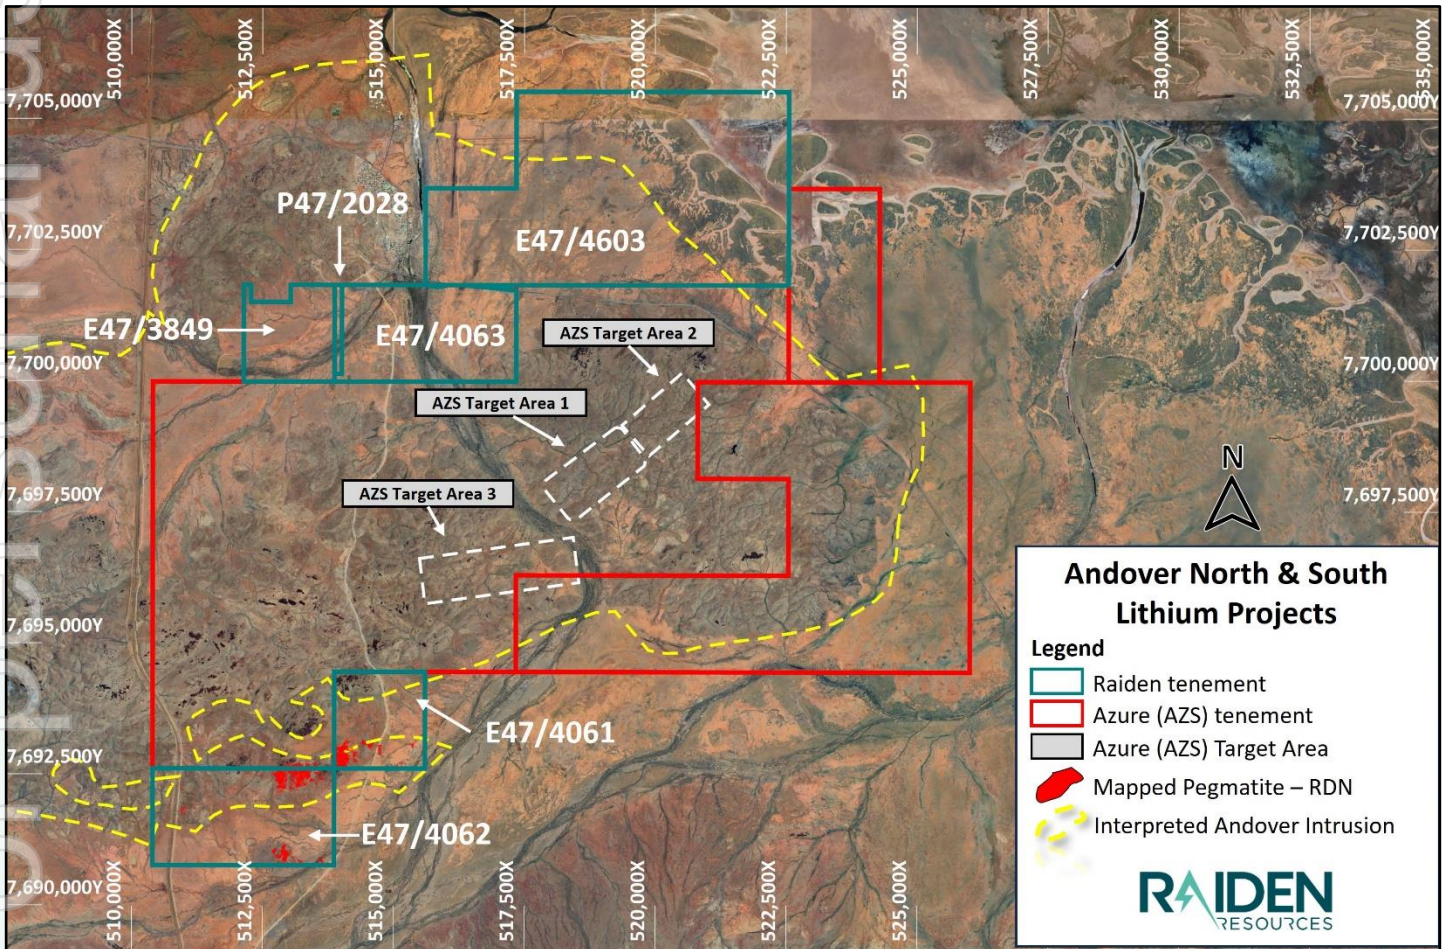 510,000X
512,500X
515,000X
517,500X
520,000X
522,500X
525,000X
527,500X
530,000X
532,500X
535,000X
7,705,000Y
7,705,000Y
P47/2028
7,702,500Y
E47/4603
7,702,500Y
E47/3849
E47/4063
AZS Target Area 2
7,700,000Y
7,700,000Y
AZS Target Area 1
AZS Target Area 3
7,497,500Y
7,697,500Y
N
7,695,000Y
E47/4061
7,692,500Y
E47/4062
7,690,000Y
510,000X
512,500X
515,000X
517,500X
520,000X
522,500X
525,000X
Andover North & South
Lithium Projects
Legend
Raiden tenement
Azure (AZS) tenement
Azure (AZS) Target Area
Mapped Pegmatite – RDN
Interpreted Andover Intrusion
RAIDEN
RESOURCES